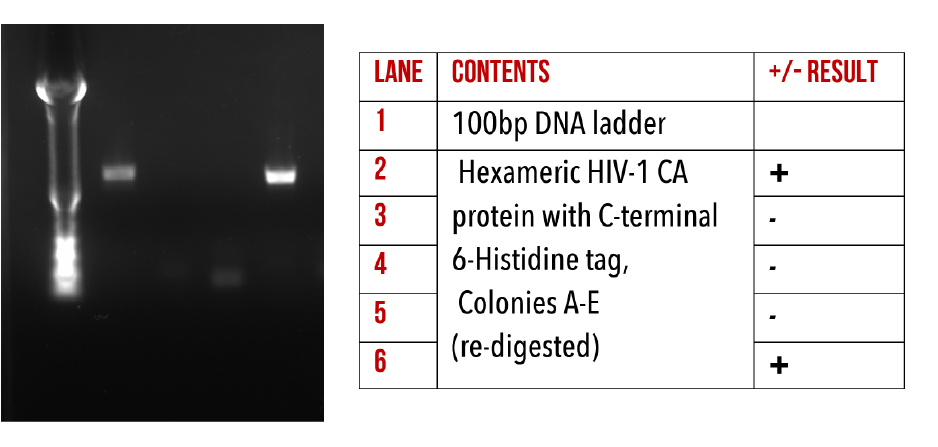 LANE CONTENTS +/- RESULT
1 100bp DNA ladder
2 Hexameric HIV-1 CA +
3 protein with C-terminal -
4 6-Histidine tag, -
5 Colonies A-E -
6 (re-digested) +